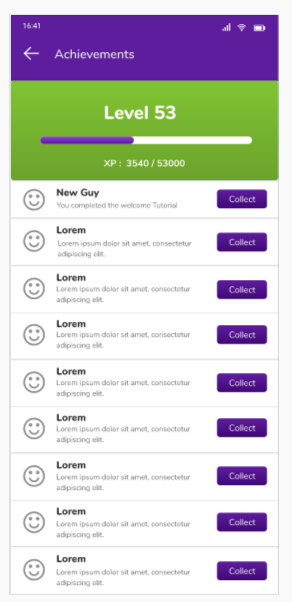 16:41
Achievements
Level 53
XP : 3540 / 53000
New Guy
You completed the welcome Tutorial
Collect
Lorem
Lorem ipsum dolor sit amet, consectetur
adipiscing elit.
Collect
Lorem
Lorem ipsum dolor sit amet, consectetur
adipiscing elit.
Collect
Lorem
Lorem ipsum dolor sit amet, consectetur
adipiscing elit.
Collect
Lorem
Lorem ipsum dolor sit amet, consectetur
adipiscing elit.
Collect
Lorem
Lorem ipsum dolor sit amet, consectetur
adipiscing elit.
Collect
Lorem
Lorem ipsum dolor sit amet, consectetur
adipiscing elit.
Collect
Lorem
Lorem ipsum dolor sit amet, consectetur
adipiscing elit.
Collect
Lorem
Lorem ipsum dolor sit amet, consectetur
adipiscing elit.
Collect